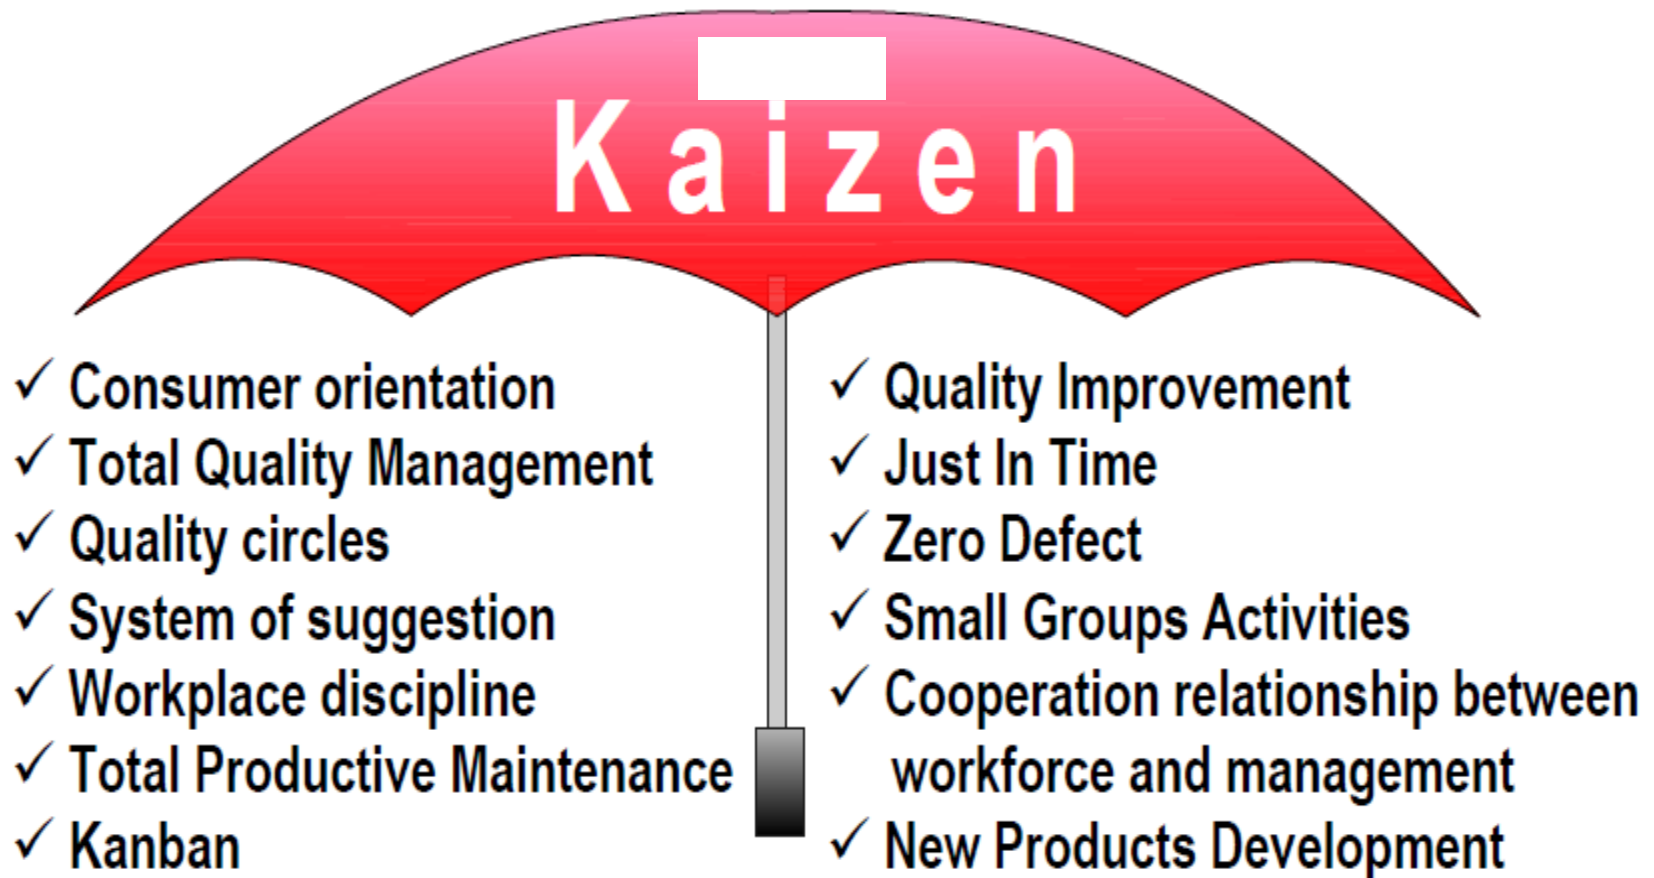 Kaizen
✓ Consumer orientation
✓ Total Quality Management
✓ Quality circles
✓ System of suggestion
✓ Workplace discipline
✓ Total Productive Maintenance
✓ Kanban
✓ Quality Improvement
✓ Just In Time
✓ Zero Defect
✓ Small Groups Activities
✓ Cooperation relationship between
workforce and management
✓ New Products Development